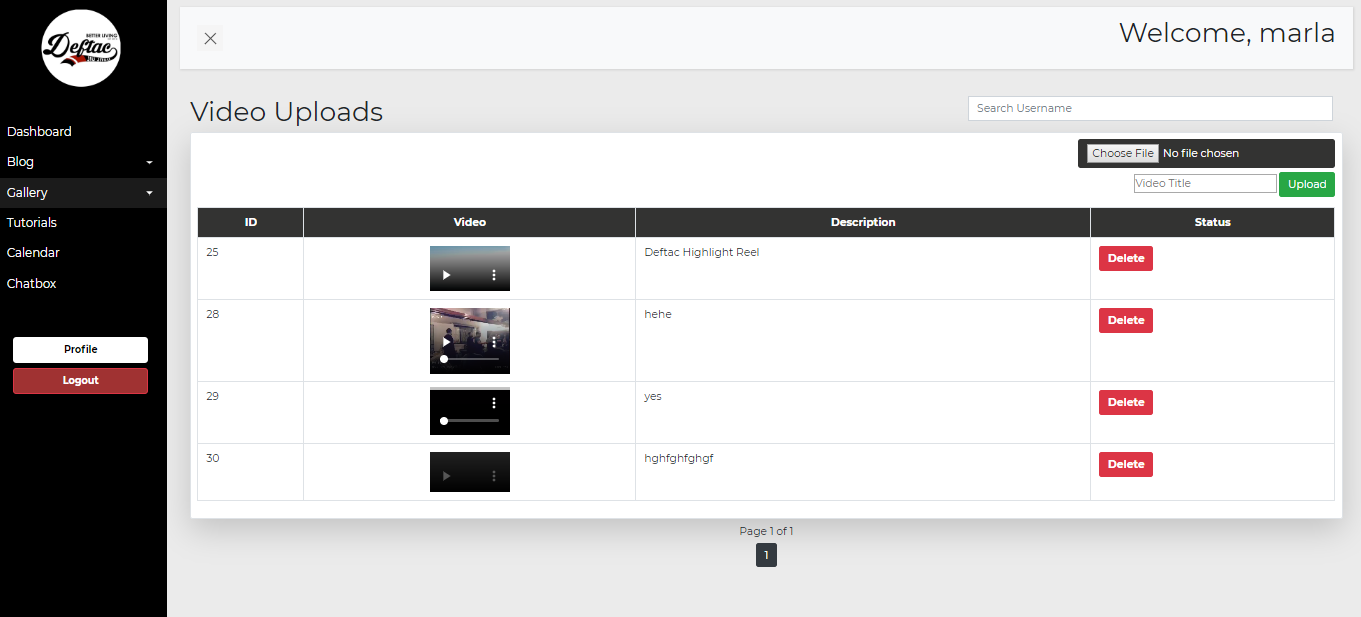 BETTER LIVING
Deftac
Welcome, marla
Dashboard
Blog
Gallery
Tutorials
Calendar
Chatbox
Profile
Logout
Video Uploads
Search Username
Choose File No file chosen
Video Title Upload
ID Video Description Status
25 Deftac Highlight Reel Delete
28 hehe Delete
29 yes Delete
30 hghfghfghgf Delete
Page 1 of 1
1